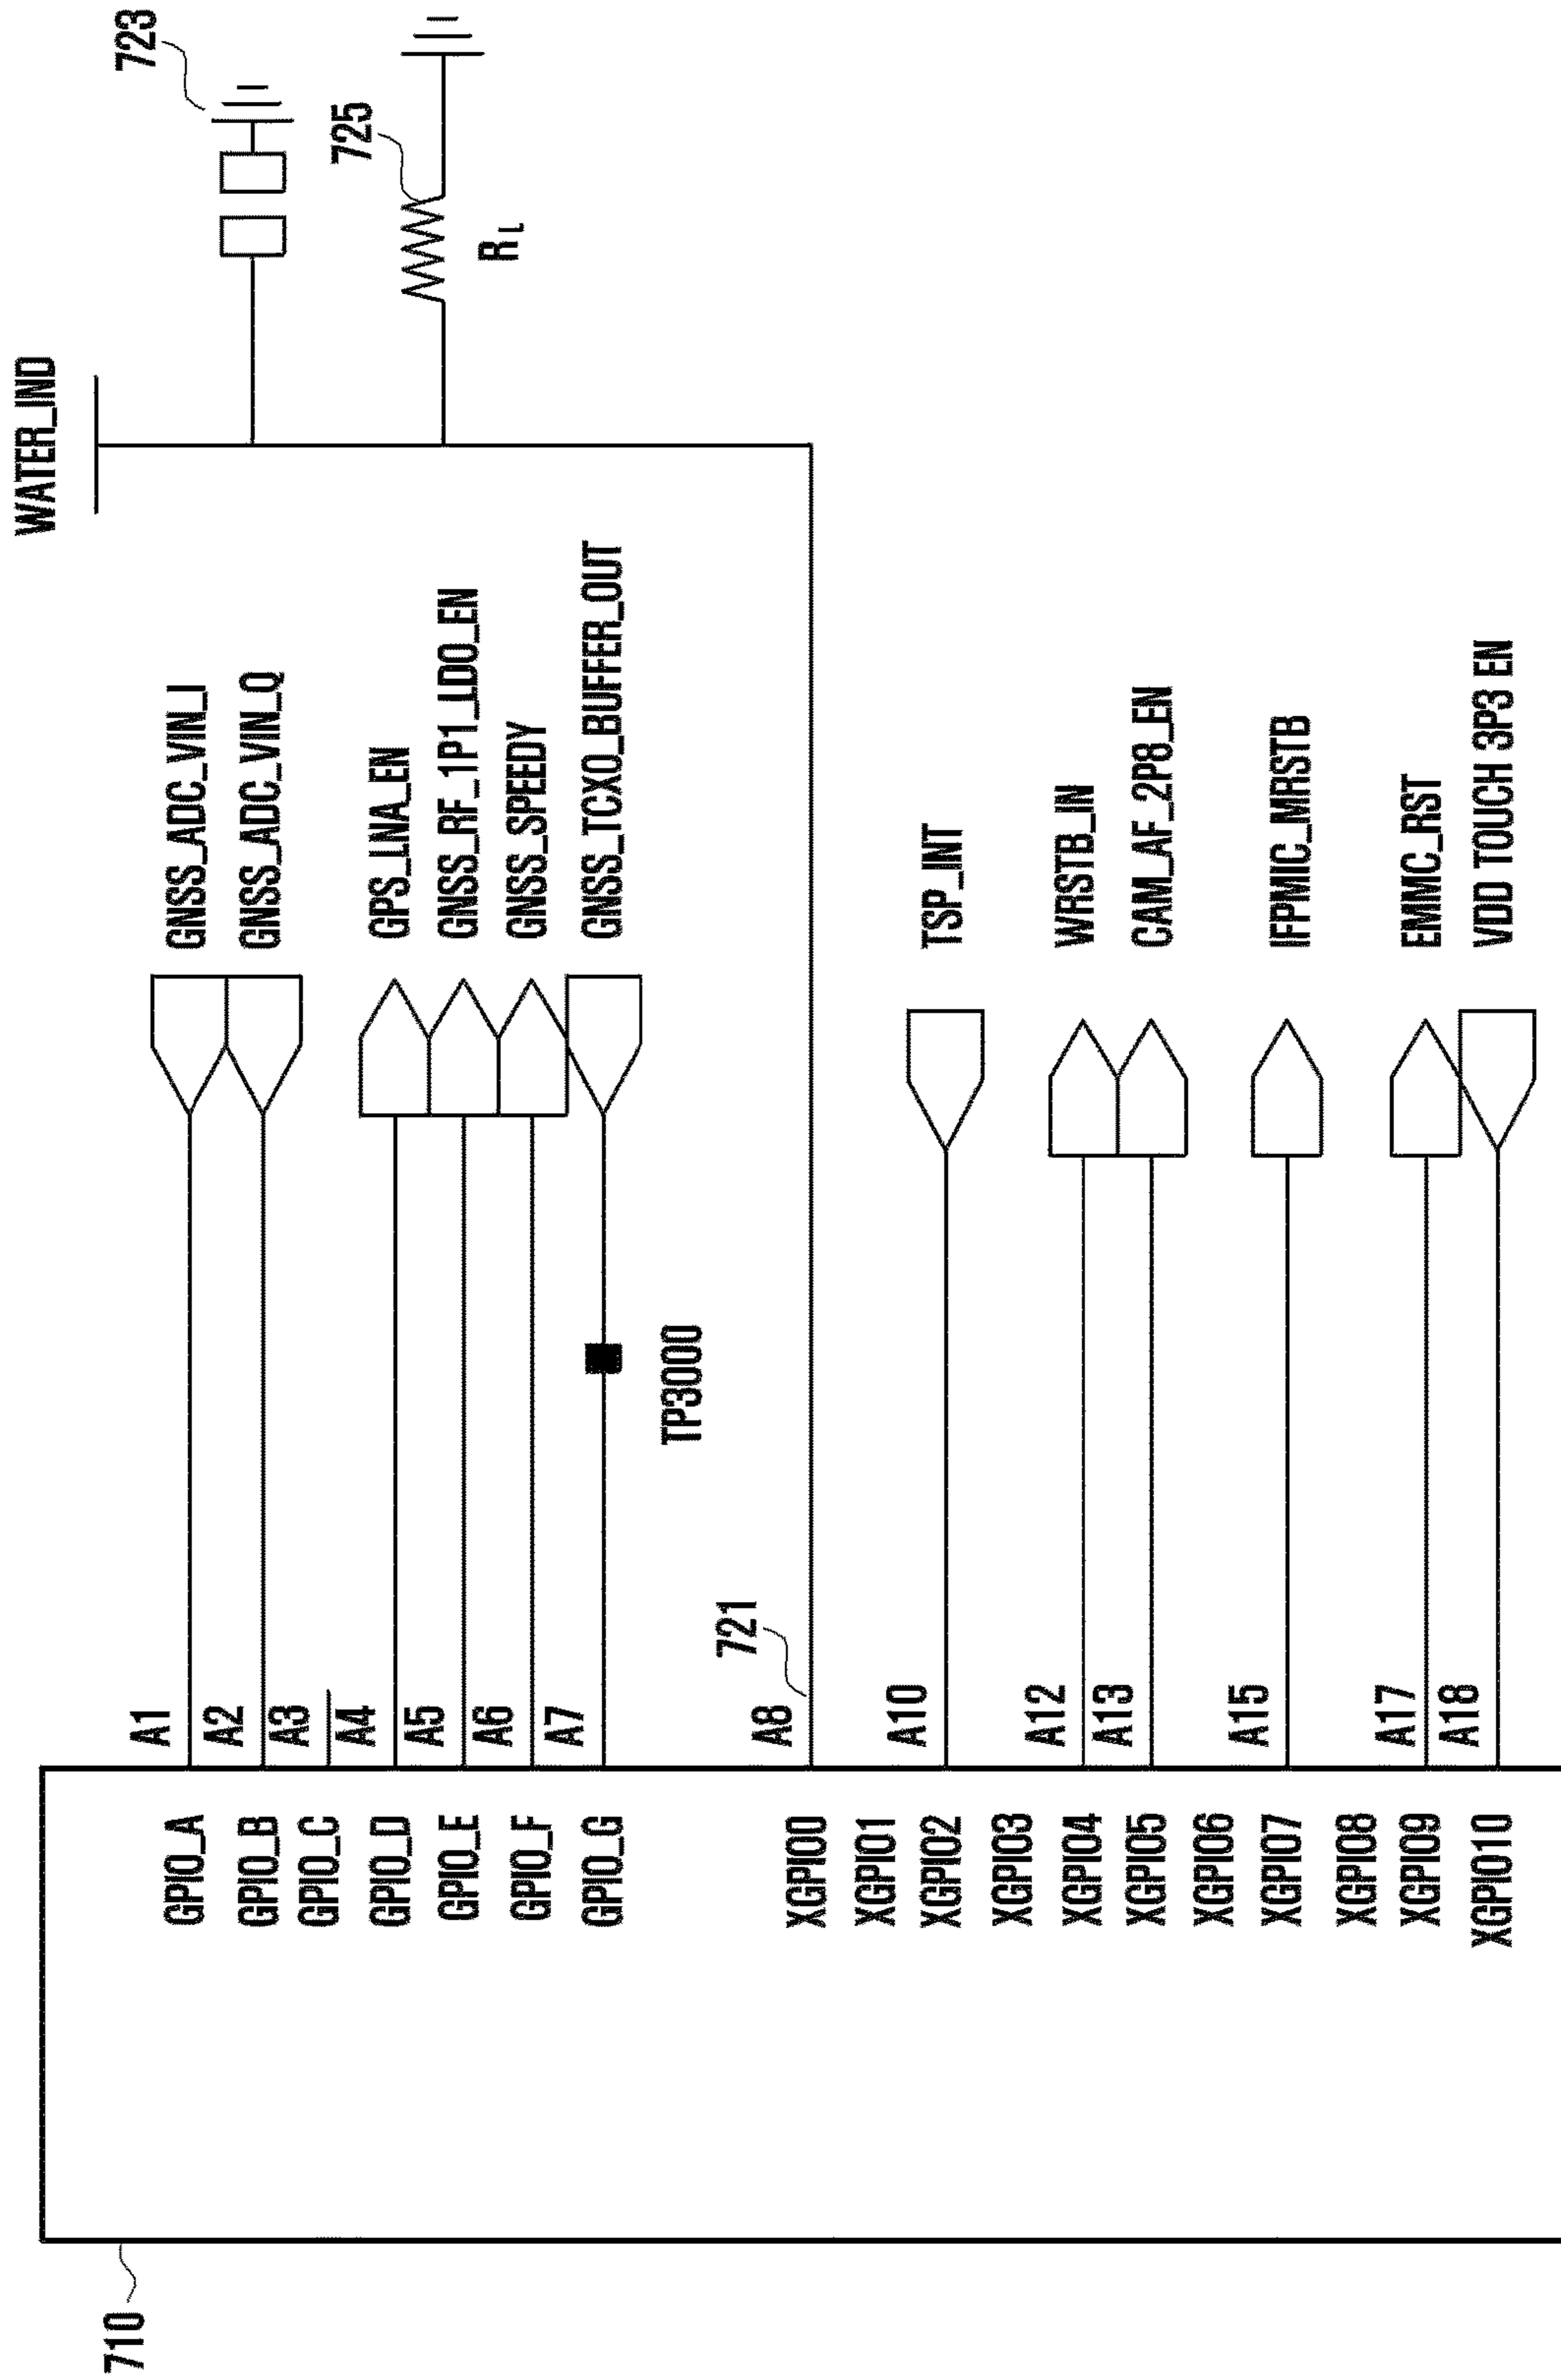 710
GPIO_A
GPIO_B
GPIO_C
GPIO_D
GPIO_E
GPIO_F
GPIO_G
XGPIO0
XGPIO1
XGPIO2
XGPIO3
XGPIO4
XGPIO5
XGPIO6
XGPIO7
XGPIO8
XGPIO9
XGPIO10
A1
A2
A3
A4
A5
A6
A7
A8
A10
A12
A13
A15
A17
A18
721
TP3000
GNSS_ADC_VIN_I
GNSS_ADC_VIN_Q
GPS_LNA_EN
GNSS_RF_1P1_LDO_EN
GNSS_SPEEDY
GNSS_TCXO_BUFFER_OUT
TSP_INT
WRSTB_IN
CAM_AF_2P8_EN
IFPMIC_MRSTB
EMMC_RST
VDD TOUCH 3P3 EN
WATER_IND
723
725
RL